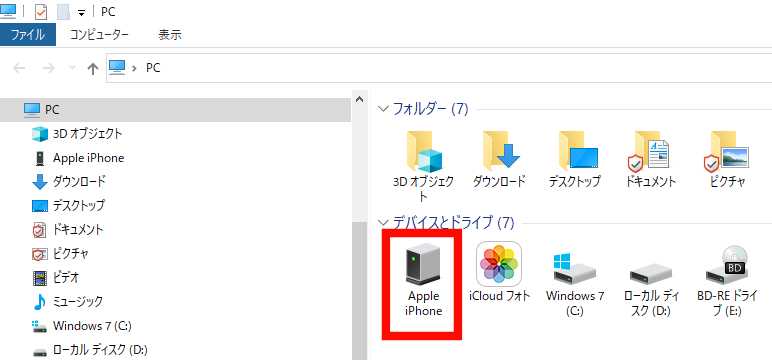 PC
ファイル コンピューター 表示
PC
PC
3D オブジェクト
Apple iPhone
ダウンロード
デスクトップ
ドキュメント
ピクチャ
ビデオ
ミュージック
Windows 7 (C:)
ローカル ディスク (D:)
フォルダー (7)
3D オブジェク
ト
ダウンロード
デスクトップ
ドキュメント
ピクチャ
デバイスとドライブ (7)
Apple
iPhone
iCloud フォト
Windows 7
(C:)
ローカル ディ
スク (D:)
BD
BD-RE ドライ
ブ (E:)